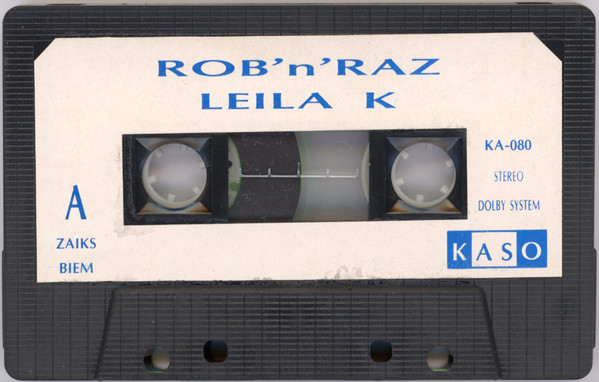 ROB'n'RAZ
LEILA K
A
ZAIKS
BIEM
KA-080
STEREO
DOLBY SYSTEM
KASO